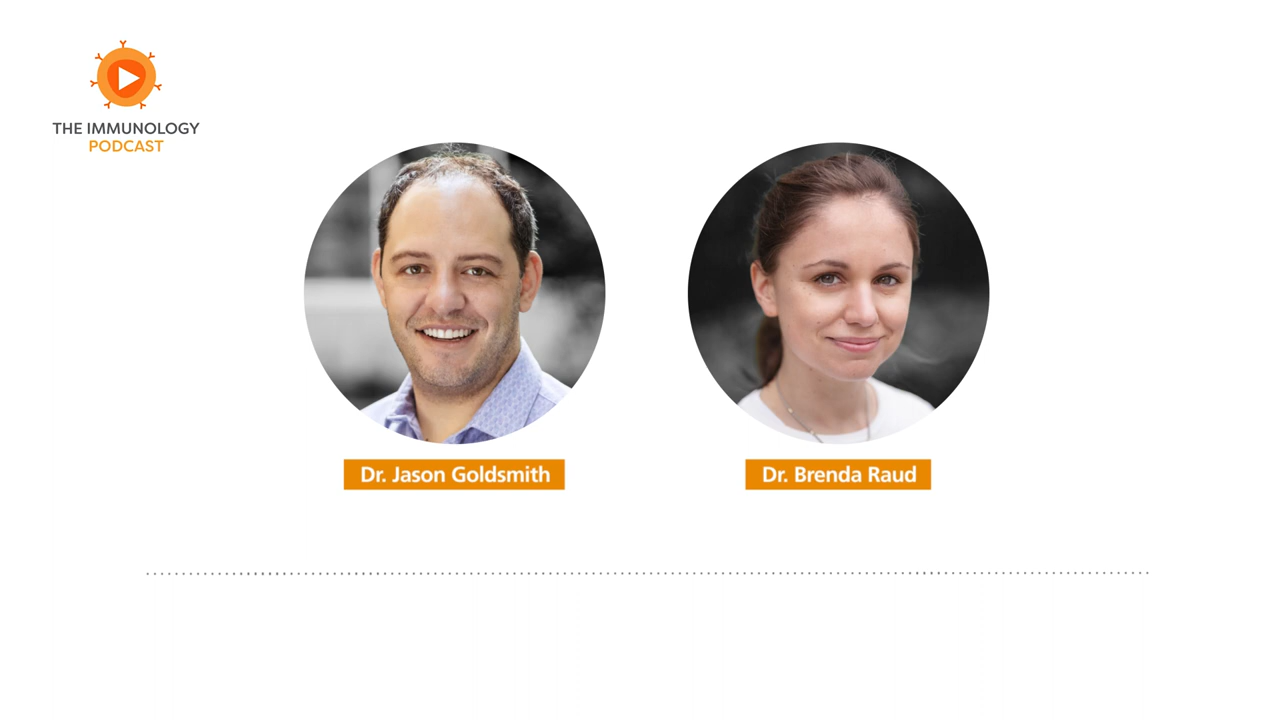 THE IMMUNOLOGY
PODCAST
Dr. Jason Goldsmith
Dr. Brenda Raud